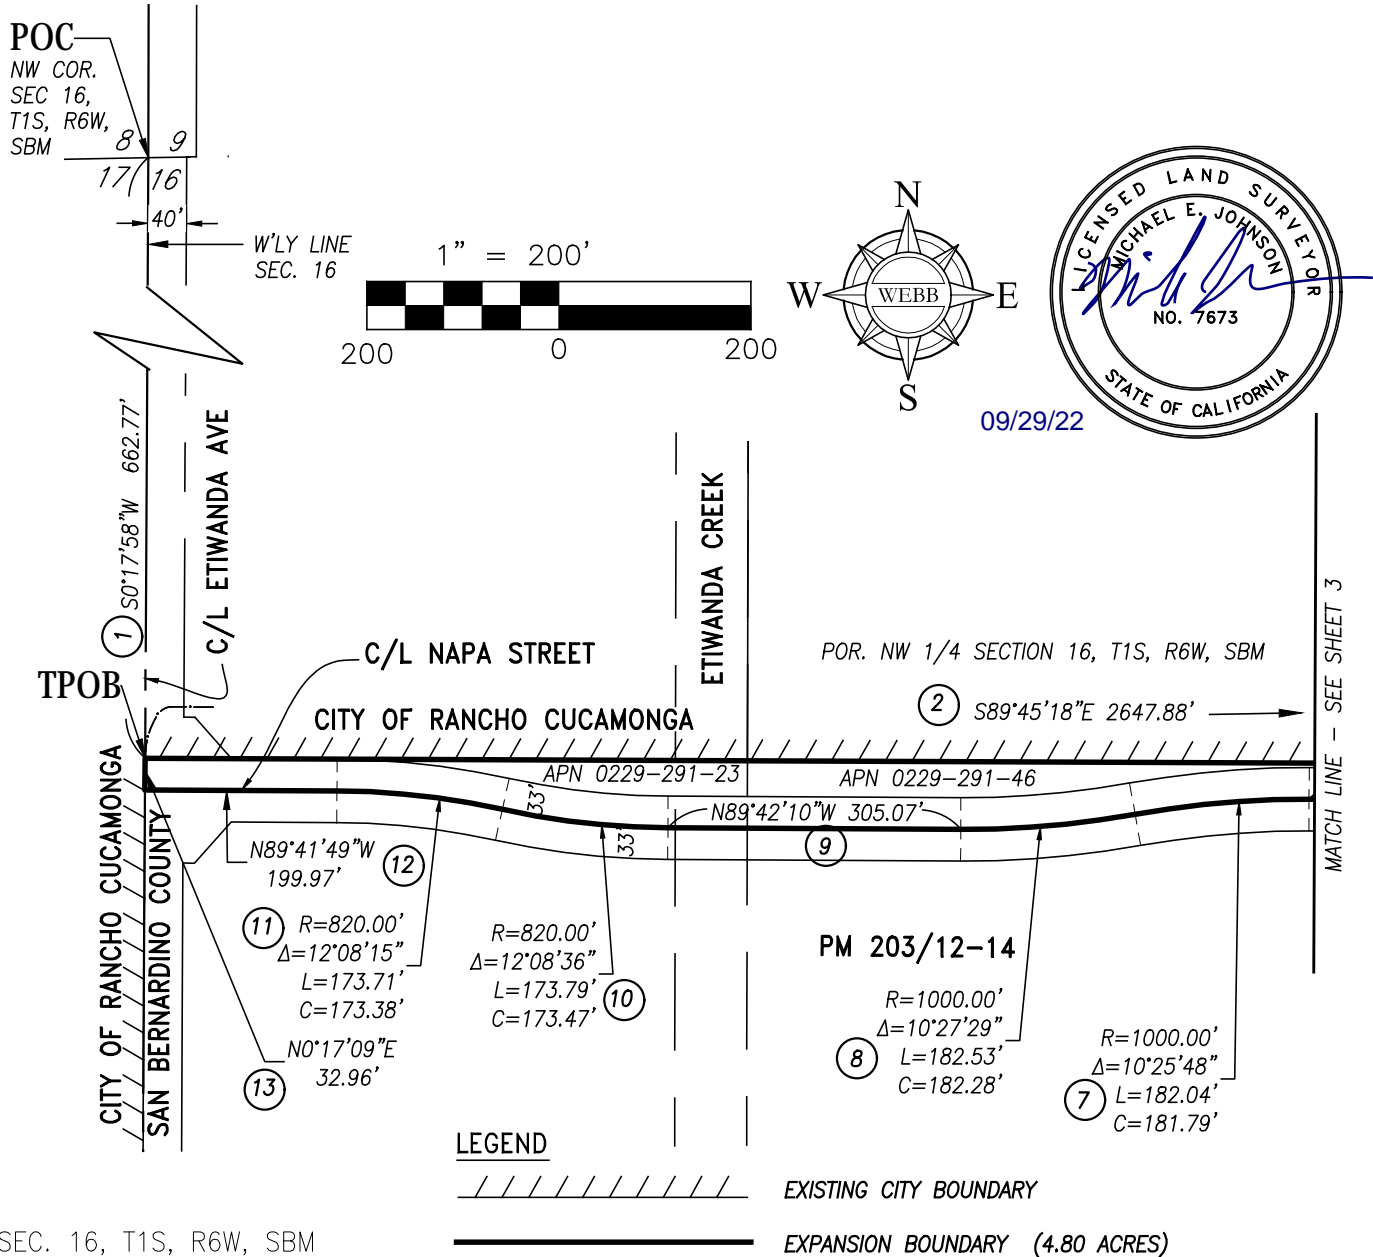 POC
NW COR.
SEC 16,
T1S, R6W,
SBM
8 9
17 16
40'
W'LY LINE
SEC. 16
1" = 200'
200 0 200
N
W WEBB E
S
LICENSED LAND SURVEYOR
MICHAEL E. JOHNSON
NO. 7673
STATE OF CALIFORNIA
09/29/22
1 S0°17'58"W 662.77'
C/L ETIWANDA AVE
ETIWANDA CREEK
TPOB
C/L NAPA STREET
CITY OF RANCHO CUCAMONGA
POR. NW 1/4 SECTION 16, T1S, R6W, SBM
2 S89°45'18"E 2647.88'
MATCH LINE - SEE SHEET 3
APN 0229-291-23
APN 0229-291-46
33'
33'
N89°42'10"W 305.07'
9
CITY OF RANCHO CUCAMONGA
SAN BERNARDINO COUNTY
N89°41'49"W
199.97'
12
11 R=820.00'
Δ=12°08'15"
L=173.71'
C=173.38'
R=820.00'
Δ=12°08'36"
L=173.79'
C=173.47'
10
PM 203/12-14
R=1000.00'
Δ=10°27'29"
8 L=182.53'
C=182.28'
R=1000.00'
Δ=10°25'48"
7 L=182.04'
C=181.79'
N0°17'09"E
32.96'
13
LEGEND
EXISTING CITY BOUNDARY
EXPANSION BOUNDARY (4.80 ACRES)
SEC. 16, T1S, R6W, SBM